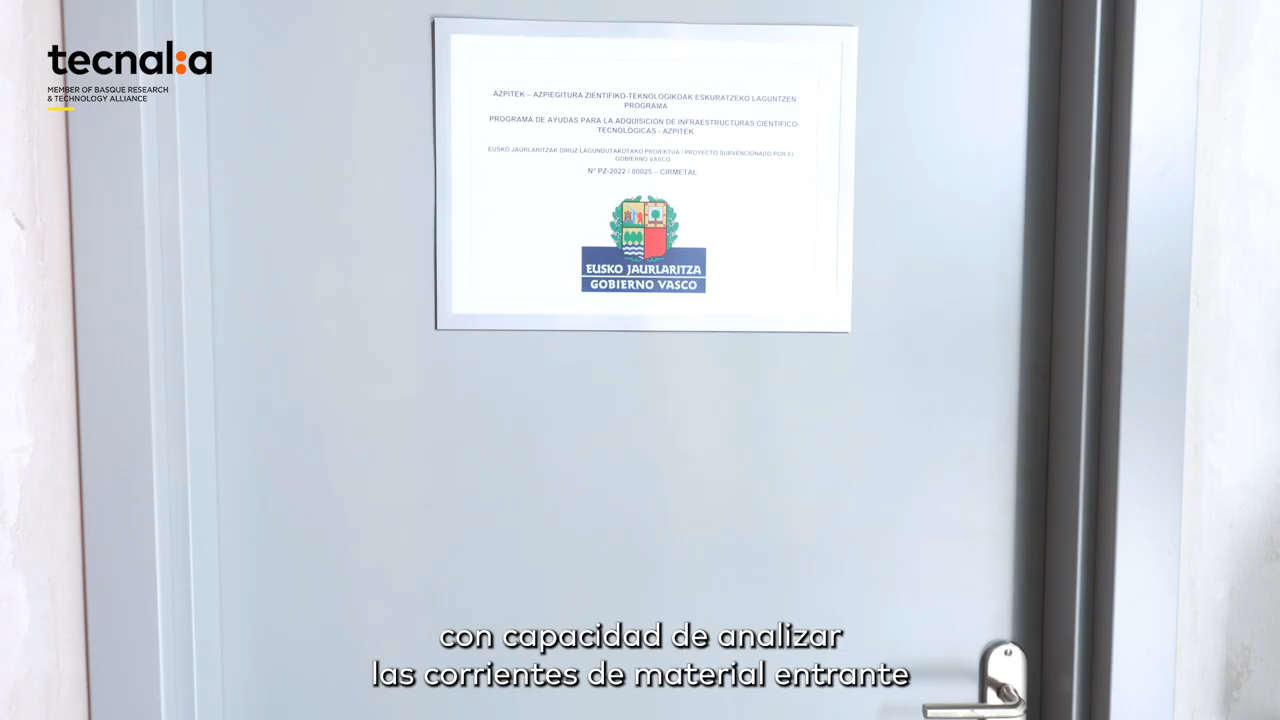 tecnal:a
MEMBER OF BASQUE RESEARCH
& TECHNOLOGY ALLIANCE
AZPITEK – AZPIEGITURA ZIENTIFIKO-TEKNOLOGIKOAK ESKURATZEKO LAGUNTZEN
PROGRAMA
PROGRAMA DE AYUDAS PARA LA ADQUISICIÓN DE INFRAESTRUCTURAS CIENTIFICO-
TECNOLÓGICAS - AZPITEK
EUSKO JAURLARITZAK DIRUZ LAGUNDUTAKOTAKO PROIEKTUA / PROYECTO SUBVENCIONADO POR EL
GOBIERNO VASCO
Nº PZ-2022 / 00025 – CIRMETAL
EUSKO JAURLARITZA
GOBIERNO VASCO
con capacidad de analizar
las corrientes de material entrante